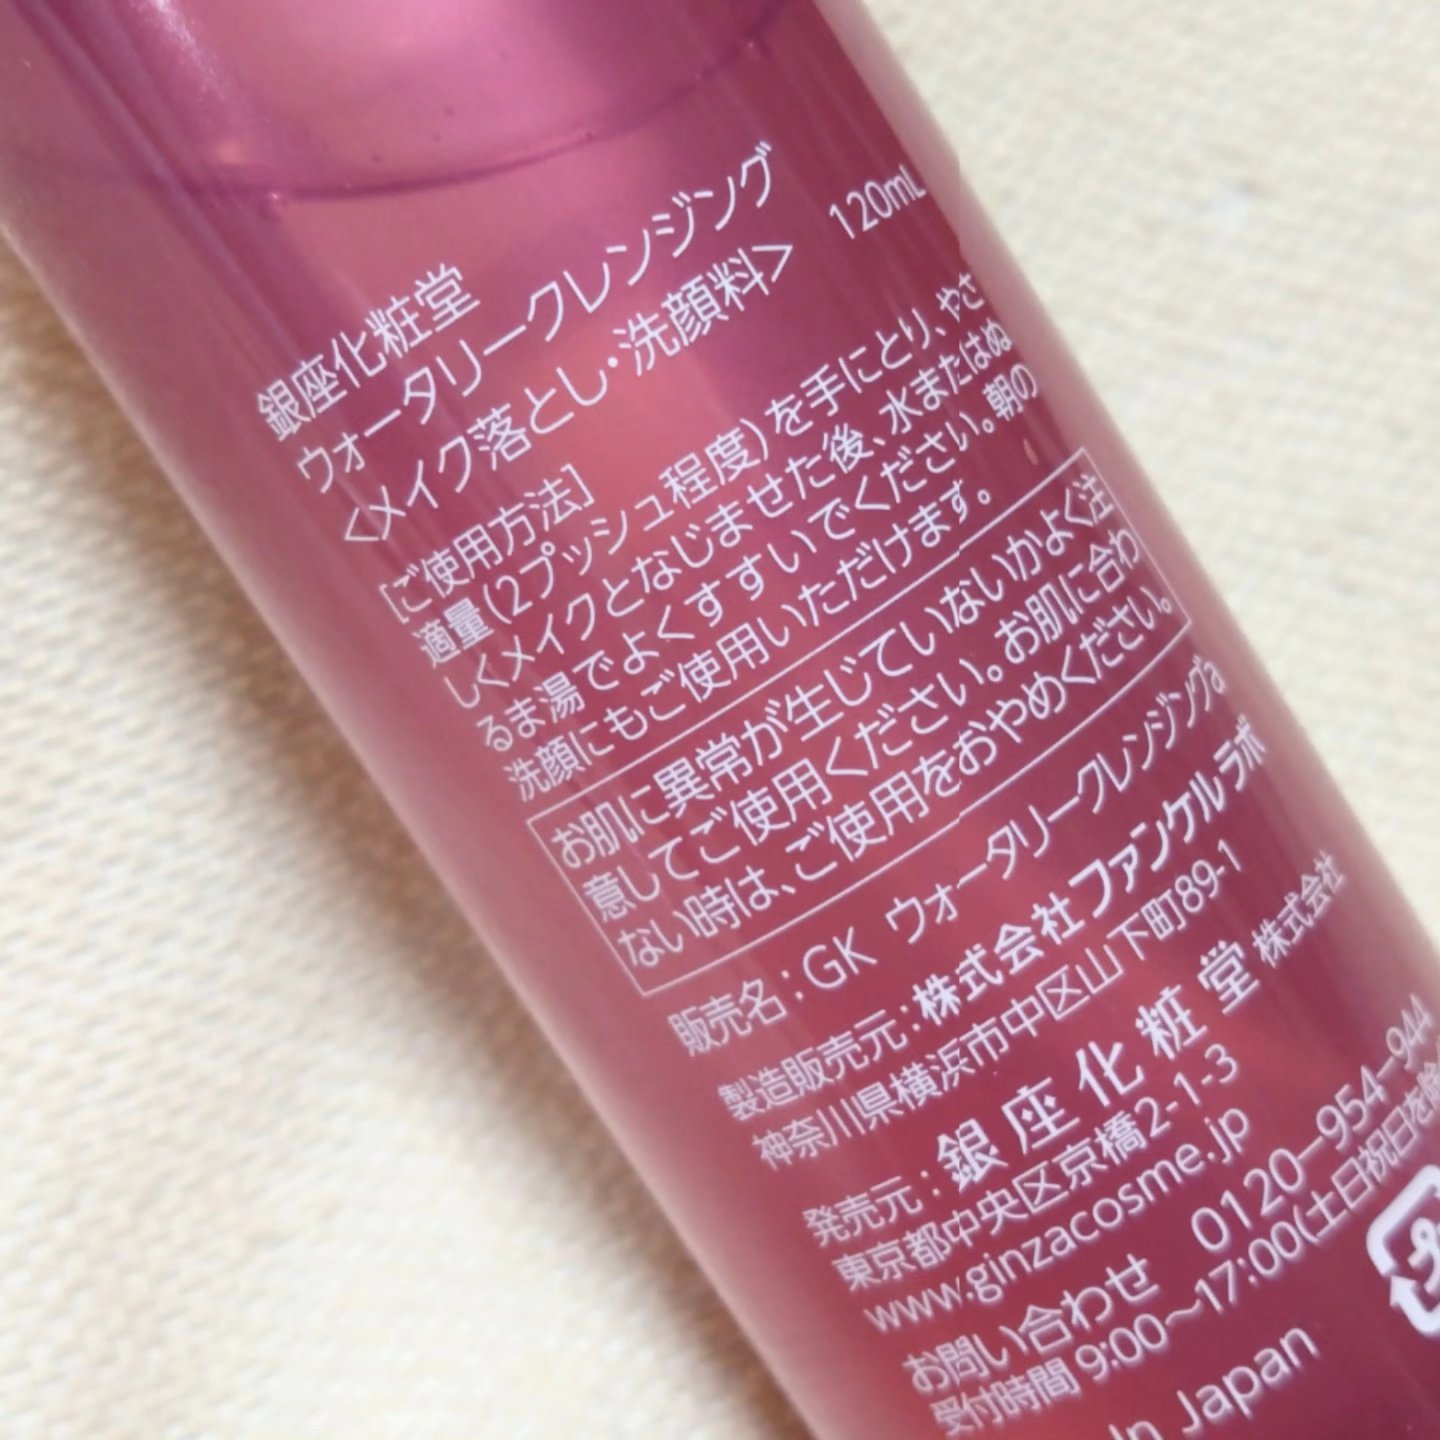 銀座化粧堂
ウォータリークレンジング
<メイク落とし・洗顔料> 120mL
[ご使用方法]
適量(2プッシュ程度)を手にとり、やさ
しくメイクとなじませた後、水またはぬ
るま湯でよくすすいでください。朝の
洗顔にもご使用いただけます。
お肌に異常が生じていないかよく注
意してご使用ください。お肌に合わ
ない時は、ご使用をおやめください。
販売名:GK ウォータリークレンジングa
製造販売元:株式会社ファンケルラボ
神奈川県横浜市中区山下町89-1
発売元:銀座化粧堂株式会社
東京都中央区京橋2-1-3
www.ginzacosme.jp
お問い合わせ 0120-954-944
受付時間 9:00~17:00(土日祝日を除
In Japan
プ